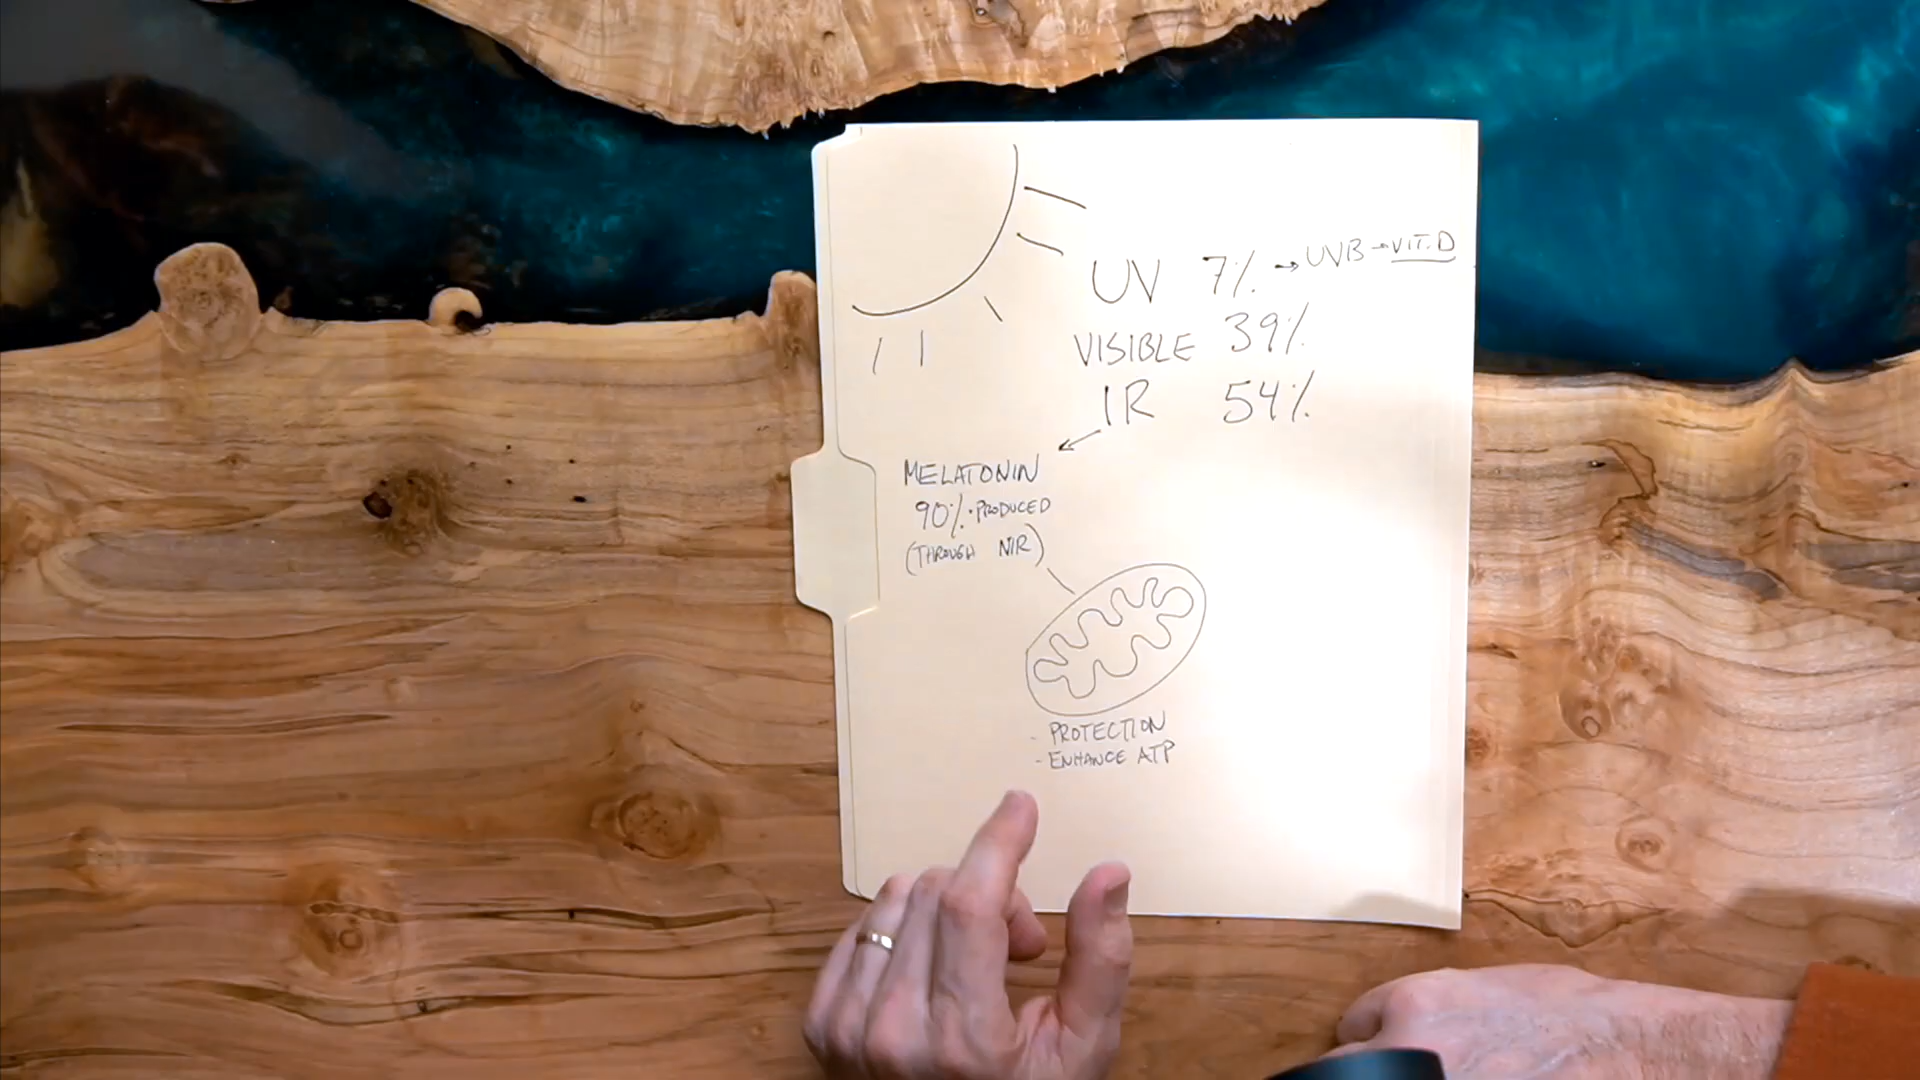 UV 7% → UVB → VIT. D
VISIBLE 39%
IR 54%
MELATONIN
90% · PRODUCED
(THROUGH NIR)
- PROTECTION
- ENHANCE ATP